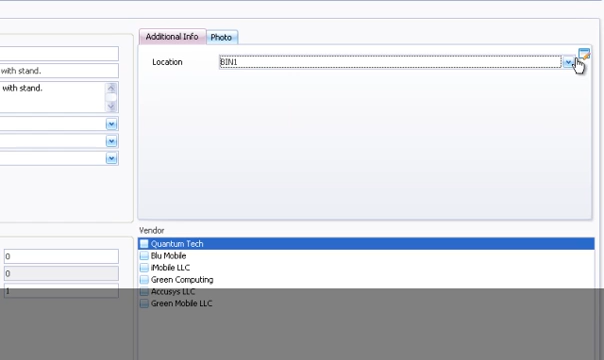 Additional Info Photo
Location BIN1
with stand.
with stand.
Vendor
Quantum Tech
Blu Mobile
iMobile LLC
Green Computing
Accusys LLC
Green Mobile LLC
0
0
1